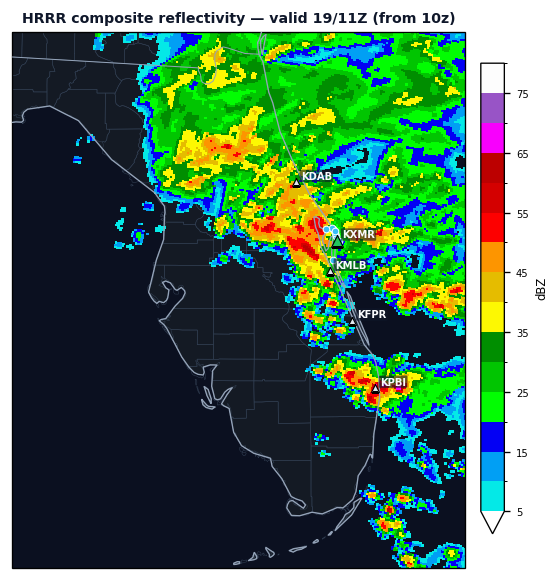 HRRR composite reflectivity — valid 19/11Z (from 10z)
75
65
55
45
35
25
15
5
dBZ
KDAB
KXMR
KMLB
KFPR
KPBI